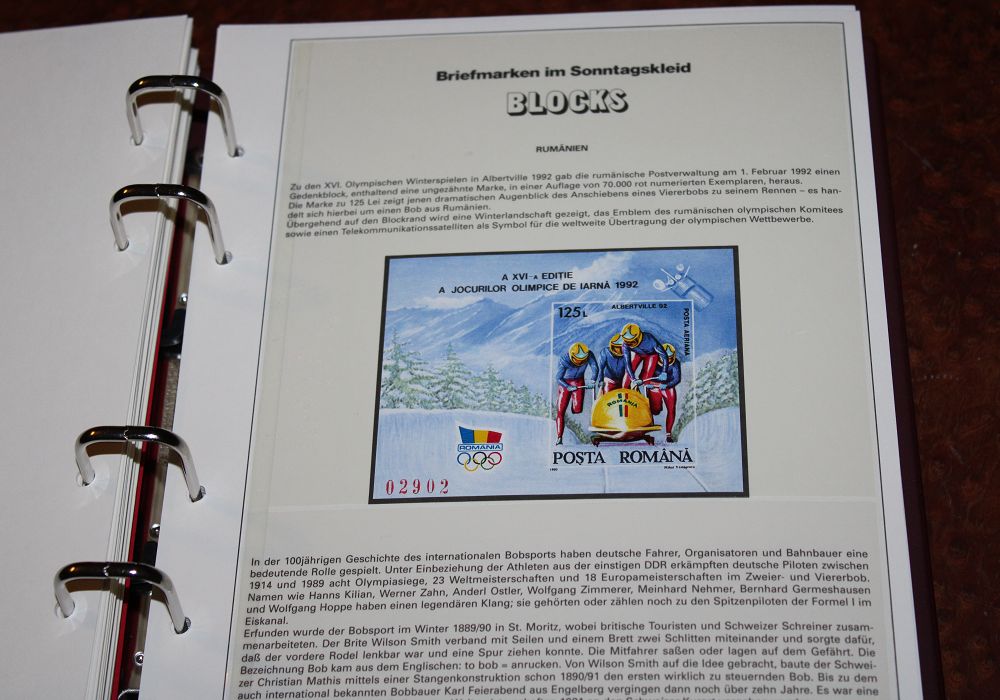 Briefmarken im Sonntagskleid
BLOCKS
RUMÄNIEN
Zu den XVI. Olympischen Winterspielen in Albertville 1992 gab die rumänische Postverwaltung am 1. Februar 1992 einen
Gedenkblock, enthaltend eine ungezähnte Marke, in einer Auflage von 70.000 rot numerierten Exemplaren, heraus.
Die Marke zu 125 Lei zeigt jenen dramatischen Augenblick des Anschiebens eines Viererbobs zu seinem Rennen – es han-
delt sich hierbei um einen Bob aus Rumänien.
Übergehend auf den Blockrand wird eine Winterlandschaft gezeigt, das Emblem des rumänischen olympischen Komitees
sowie einen Telekommunikationssatelliten als Symbol für die weltweite Übertragung der olympischen Wettbewerbe.
A XVI-a EDIȚIE
A JOCURILOR OLIMPICE DE IARNĂ 1992
125L
ALBERTVILLE '92
POSTA AERIANA
ROMANIA
ROMANIA
POȘTA ROMÂNĂ
02902
In der 100jährigen Geschichte des internationalen Bobsports haben deutsche Fahrer, Organisatoren und Bahnbauer eine
bedeutende Rolle gespielt. Unter Einbeziehung der Athleten aus der einstigen DDR erkämpften deutsche Piloten zwischen
1914 und 1989 acht Olympiasiege, 23 Weltmeisterschaften und 18 Europameisterschaften im Zweier- und Viererbob.
Namen wie Hanns Kilian, Werner Zahn, Anderl Ostler, Wolfgang Zimmerer, Meinhard Nehmer, Bernhard Germeshausen
und Wolfgang Hoppe haben einen legendären Klang; sie gehörten oder zählen noch zu den Spitzenpiloten der Formel I im
Eiskanal.
Erfunden wurde der Bobsport im Winter 1889/90 in St. Moritz, wobei britische Touristen und Schweizer Schreiner zusam-
menarbeiteten. Der Brite Wilson Smith verband mit Seilen und einem Brett zwei Schlitten miteinander und sorgte dafür,
daß der vordere Rodel lenkbar war und eine Spur ziehen konnte. Die Mitfahrer saßen oder lagen auf dem Gefährt. Die
Bezeichnung Bob kam aus dem Englischen: to bob = anrucken. Von Wilson Smith auf die Idee gebracht, baute der Schwei-
zer Christian Mathis mittels einer Stangenkonstruktion schon 1890/91 den ersten wirklich zu steuernden Bob. Bis zu dem
auch international bekannten Bobbauer Karl Feierabend aus Engelberg vergingen dann noch über zehn Jahre. Es war eine